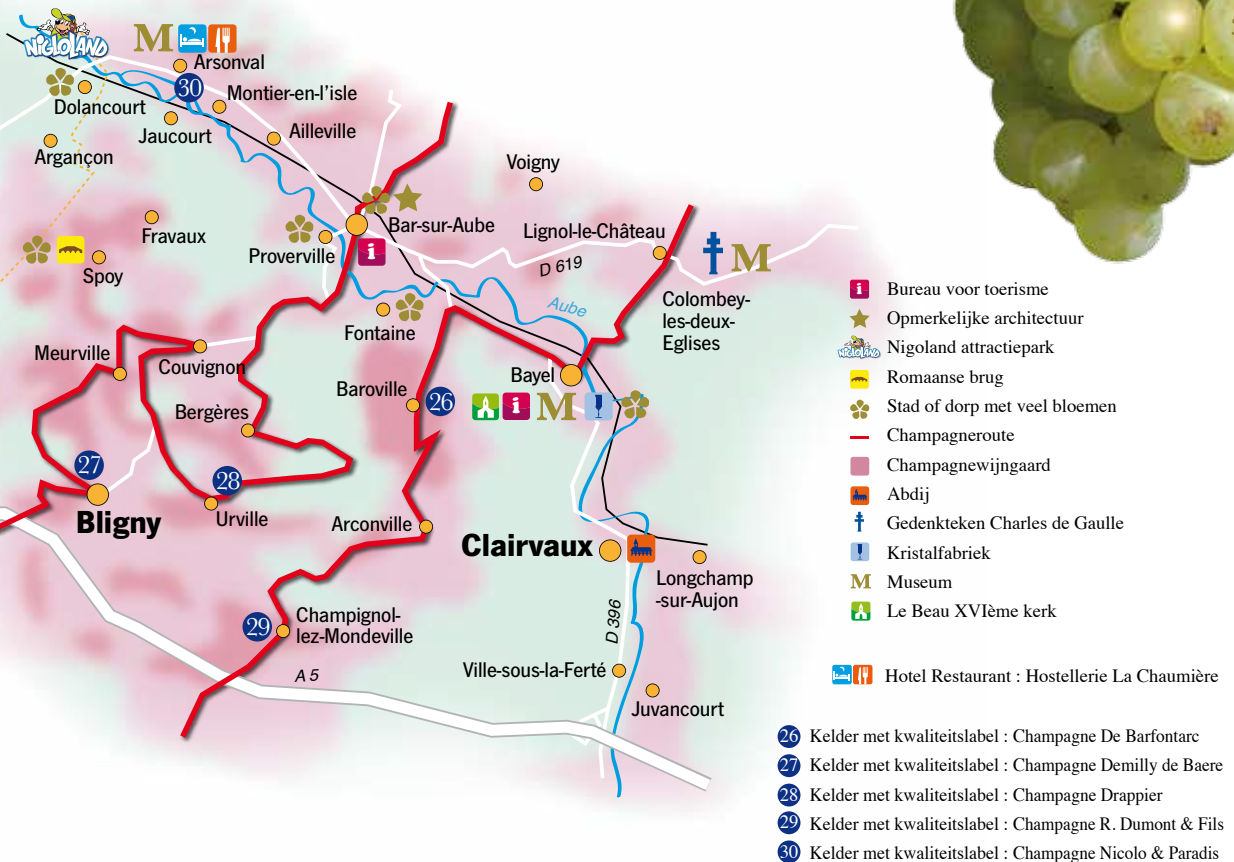 NIGLOLAND
M
Arsonval
30
Montier-en-l'isle
Dolancourt
Jaucourt
Ailleville
Argançon
Voigny
Fravaux
Bar-sur-Aube
Lignol-le-Château
Proverville
i
M
Spoy
D 619
Colombey-
les-deux-
Eglises
Aube
Fontaine
Meurville
Couvignon
Bayel
Baroville
26
i
M
Bergères
27
28
Bligny
Urville
Arconville
Clairvaux
Longchamp
-sur-Aujon
29
Champignol-
lez-Mondeville
D 396
A 5
Ville-sous-la-Ferté
Juvancourt
i Bureau voor toerisme
Opmerkelijke architectuur
NIGLOLAND Nigoland attractiepark
Romaanse brug
Stad of dorp met veel bloemen
Champagneroute
Champagnewijngaard
Abdij
Gedenkteken Charles de Gaulle
Kristalfabriek
M Museum
Le Beau XVIème kerk
Hotel Restaurant : Hostellerie La Chaumière
26 Kelder met kwaliteitslabel : Champagne De Barfontarc
27 Kelder met kwaliteitslabel : Champagne Demilly de Baere
28 Kelder met kwaliteitslabel : Champagne Drappier
29 Kelder met kwaliteitslabel : Champagne R. Dumont & Fils
30 Kelder met kwaliteitslabel : Champagne Nicolo & Paradis